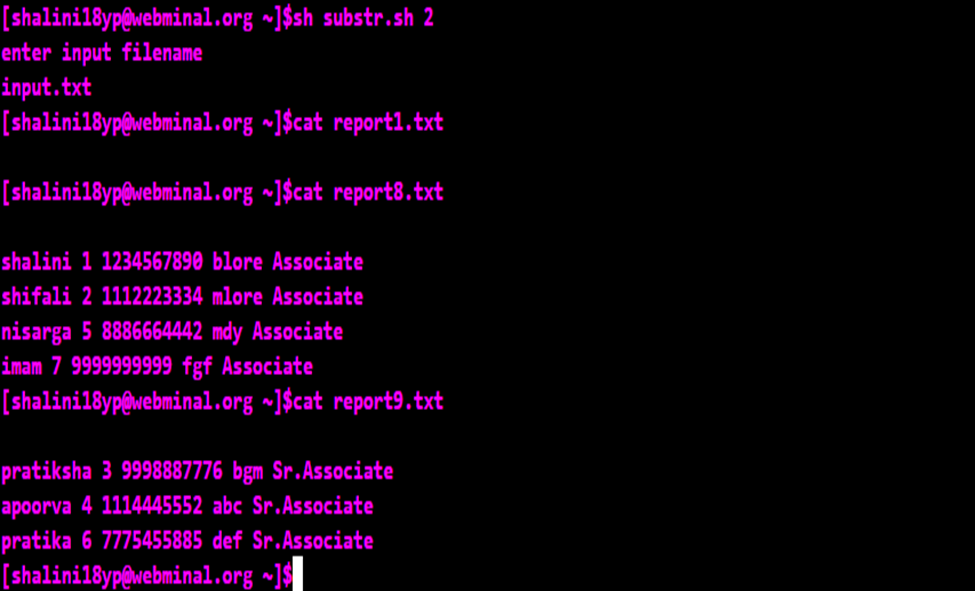 [shalini18yp@webminal.org ~]$sh substr.sh 2
enter input filename
input.txt
[shalini18yp@webminal.org ~]$cat report1.txt
[shalini18yp@webminal.org ~]$cat report8.txt
shalini 1 1234567890 blore Associate
shifali 2 1112223334 mlore Associate
nisarga 5 8886664442 mdy Associate
imam 7 9999999999 fgf Associate
[shalini18yp@webminal.org ~]$cat report9.txt
pratiksha 3 9998887776 bgm Sr.Associate
apoorva 4 1114445552 abc Sr.Associate
pratika 6 7775455885 def Sr.Associate
[shalini18yp@webminal.org ~]$